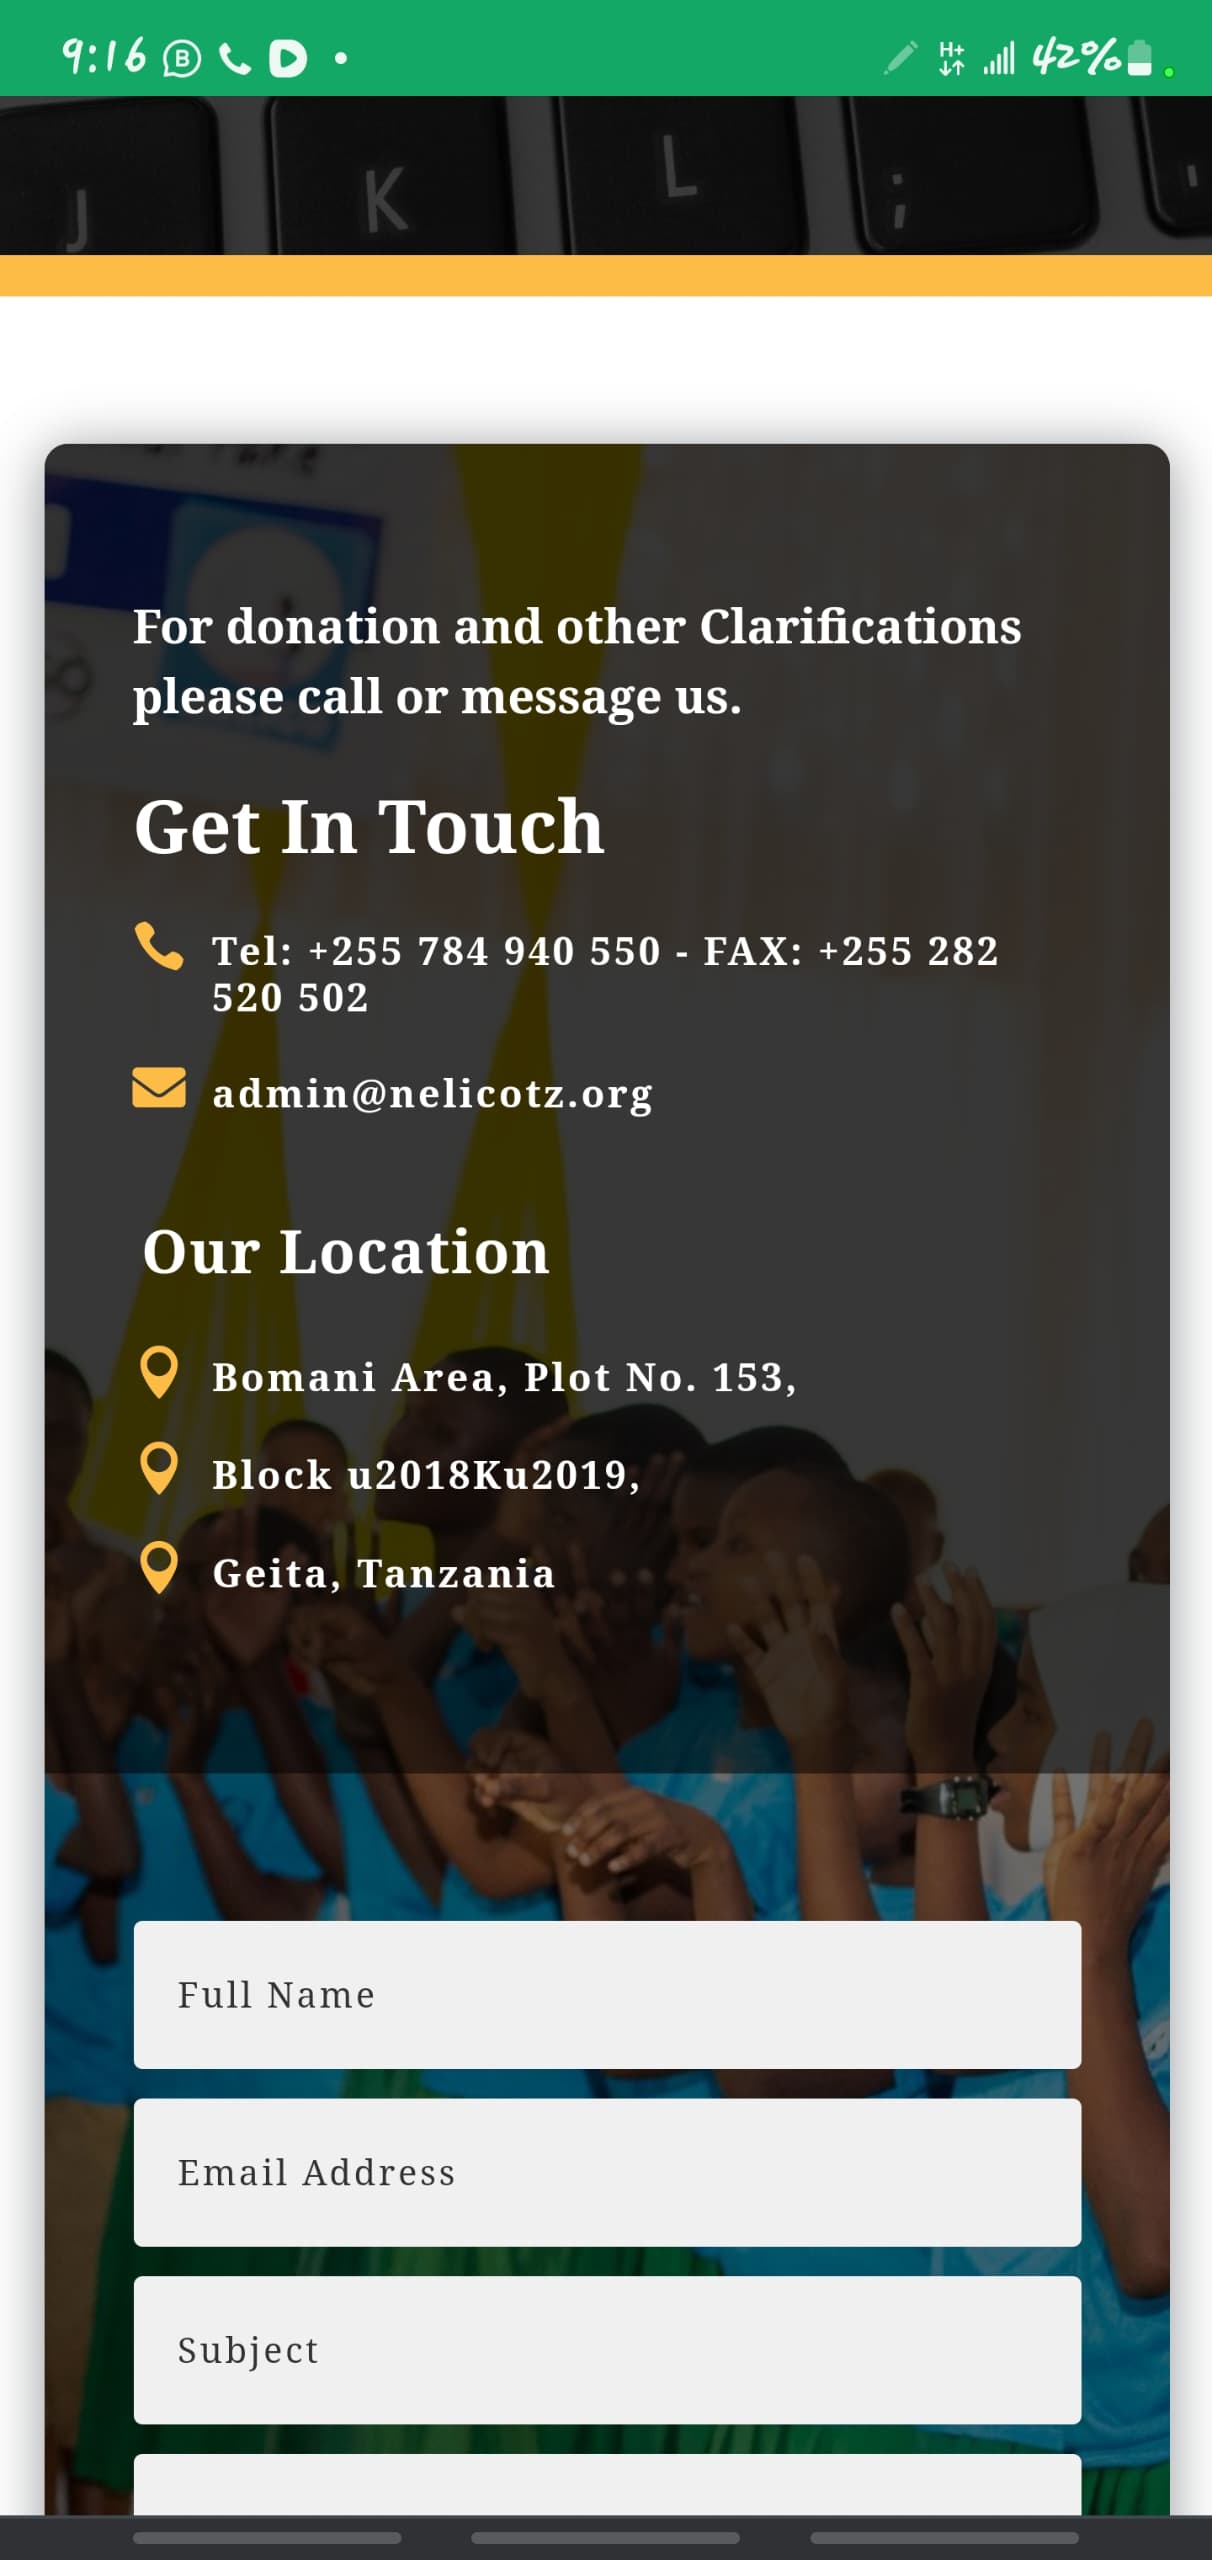 9:16
H+
42%
J K L ; '
For donation and other Clarifications
please call or message us.
Get In Touch
Tel: +255 784 940 550 - FAX: +255 282
520 502
admin@nelicotz.org
Our Location
Bomani Area, Plot No. 153,
Block u2018Ku2019,
Geita, Tanzania
Full Name
Email Address
Subject